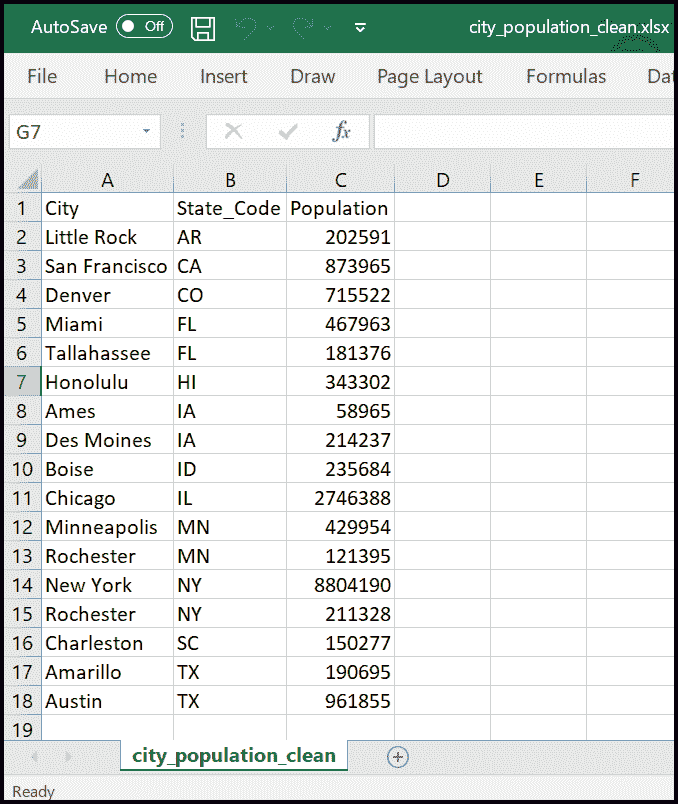 AutoSave Off city_population_clean.xlsx
File Home Insert Draw Page Layout Formulas
G7 fx
A B C D E F
1 City State_Code Population
2 Little Rock AR 202591
3 San Francisco CA 873965
4 Denver CO 715522
5 Miami FL 467963
6 Tallahassee FL 181376
7 Honolulu HI 343302
8 Ames IA 58965
9 Des Moines IA 214237
10 Boise ID 235684
11 Chicago IL 2746388
12 Minneapolis MN 429954
13 Rochester MN 121395
14 New York NY 8804190
15 Rochester NY 211328
16 Charleston SC 150277
17 Amarillo TX 190695
18 Austin TX 961855
19
city_population_clean
Ready